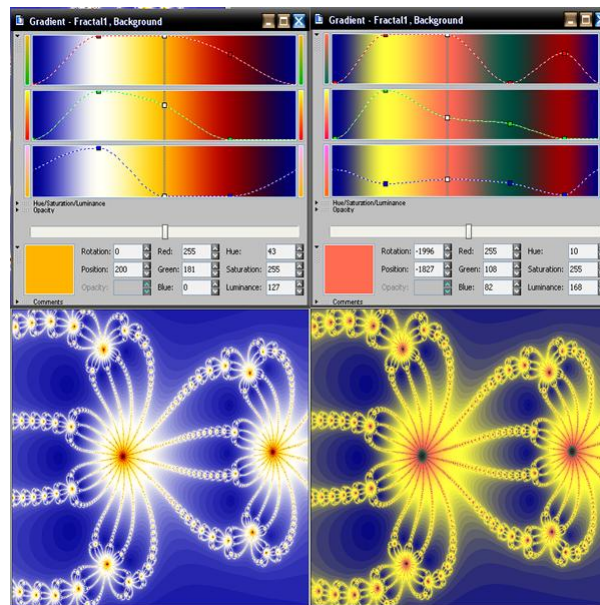 Gradient - Fractal1, Background
Hue/Saturation/Luminance
Opacity
Rotation: 0 Red: 255 Hue: 43
Position: 200 Green: 181 Saturation: 255
Opacity: Blue: 0 Luminance: 127
Comments
Gradient - Fractal1, Background
Hue/Saturation/Luminance
Opacity
Rotation: -1996 Red: 255 Hue: 10
Position: -1827 Green: 108 Saturation: 255
Opacity: Blue: 82 Luminance: 168
Comments